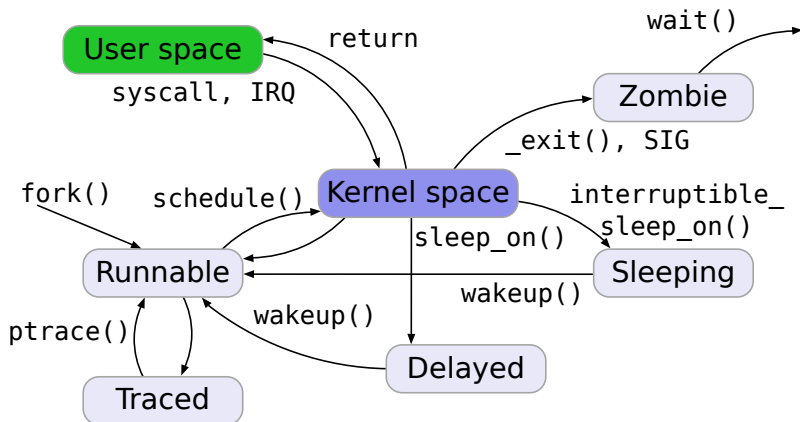 wait()
User space
return
syscall, IRQ
Zombie
_exit(), SIG
fork()
schedule()
Kernel space
interruptible_
sleep_on()
sleep_on()
Runnable
Sleeping
wakeup()
wakeup()
ptrace()
Delayed
Traced